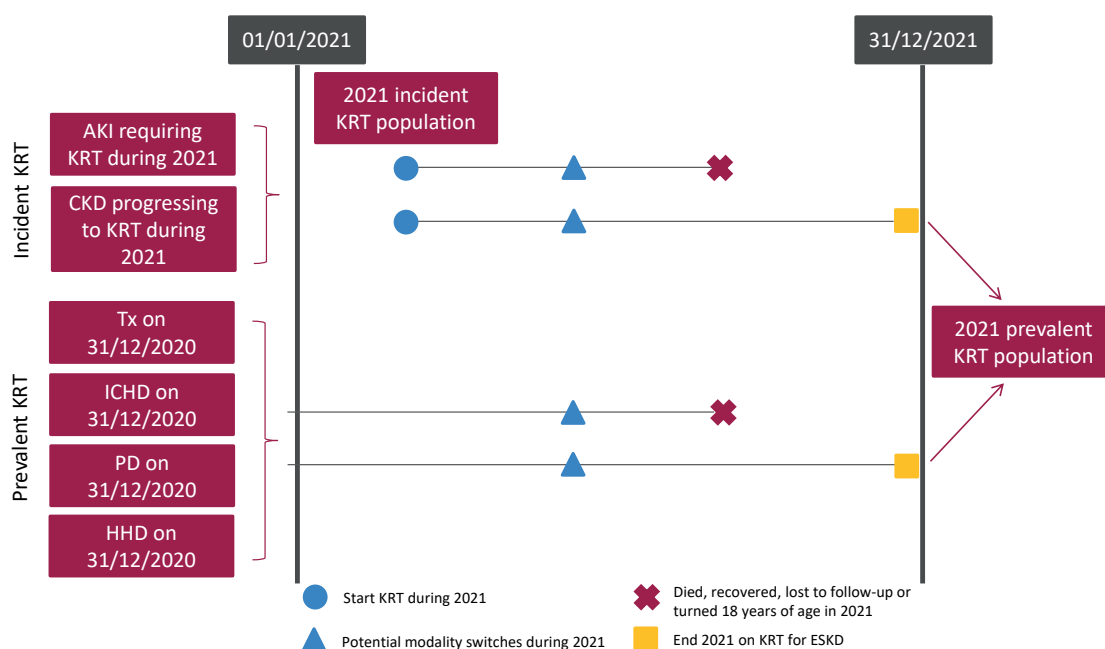 01/01/2021
31/12/2021
2021 incident
KRT population
Incident KRT
AKI requiring
KRT during 2021
CKD progressing
to KRT during
2021
Prevalent KRT
Tx on
31/12/2020
ICHD on
31/12/2020
PD on
31/12/2020
HHD on
31/12/2020
2021 prevalent
KRT population
Start KRT during 2021
Potential modality switches during 2021
Died, recovered, lost to follow-up or
turned 18 years of age in 2021
End 2021 on KRT for ESKD